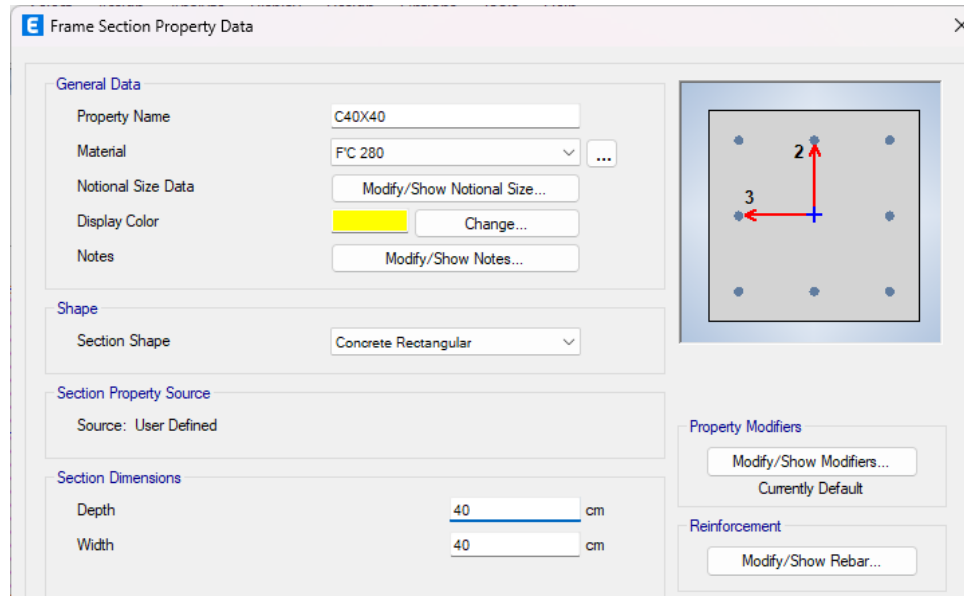 E Frame Section Property Data
General Data
Property Name C40X40
Material F'C 280 ...
Notional Size Data Modify/Show Notional Size...
Display Color Change...
Notes Modify/Show Notes...
2
3
Shape
Section Shape Concrete Rectangular
Section Property Source
Source: User Defined
Property Modifiers
Modify/Show Modifiers...
Currently Default
Section Dimensions
Depth 40 cm
Width 40 cm
Reinforcement
Modify/Show Rebar...